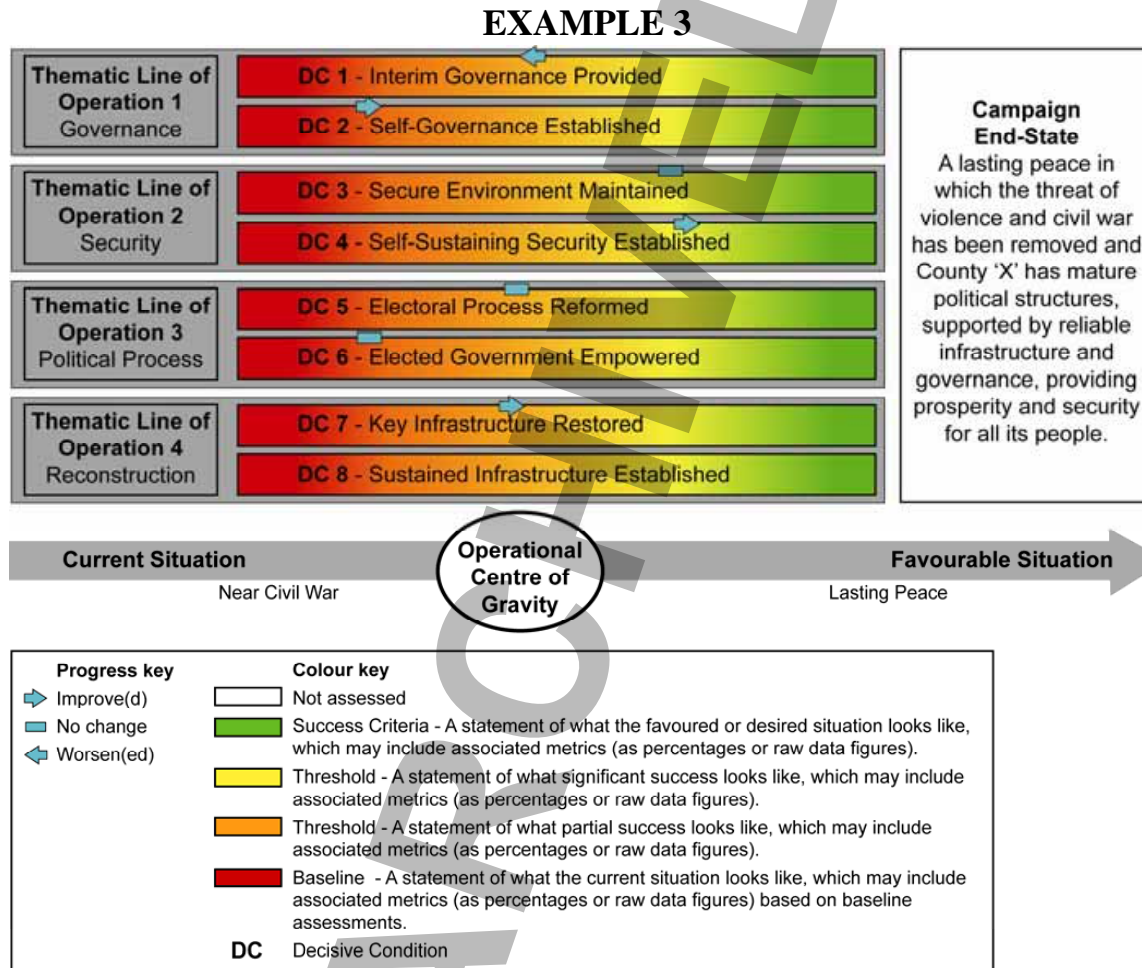 EXAMPLE 3
Thematic Line of
Operation 1
Governance
DC 1 - Interim Governance Provided
DC 2 - Self-Governance Established
Thematic Line of
Operation 2
Security
DC 3 - Secure Environment Maintained
DC 4 - Self-Sustaining Security Established
Thematic Line of
Operation 3
Political Process
DC 5 - Electoral Process Reformed
DC 6 - Elected Government Empowered
Thematic Line of
Operation 4
Reconstruction
DC 7 - Key Infrastructure Restored
DC 8 - Sustained Infrastructure Established
Campaign
End-State
A lasting peace in
which the threat of
violence and civil war
has been removed and
County ‘X’ has mature
political structures,
supported by reliable
infrastructure and
governance, providing
prosperity and security
for all its people.
Current Situation
Near Civil War
Operational
Centre of
Gravity
Favourable Situation
Lasting Peace
Progress key
Improve(d)
No change
Worsen(ed)
Colour key
Not assessed
Success Criteria - A statement of what the favoured or desired situation looks like,
which may include associated metrics (as percentages or raw data figures).
Threshold - A statement of what significant success looks like, which may include
associated metrics (as percentages or raw data figures).
Threshold - A statement of what partial success looks like, which may include
associated metrics (as percentages or raw data figures).
Baseline - A statement of what the current situation looks like, which may include
associated metrics (as percentages or raw data figures) based on baseline
assessments.
DC Decisive Condition